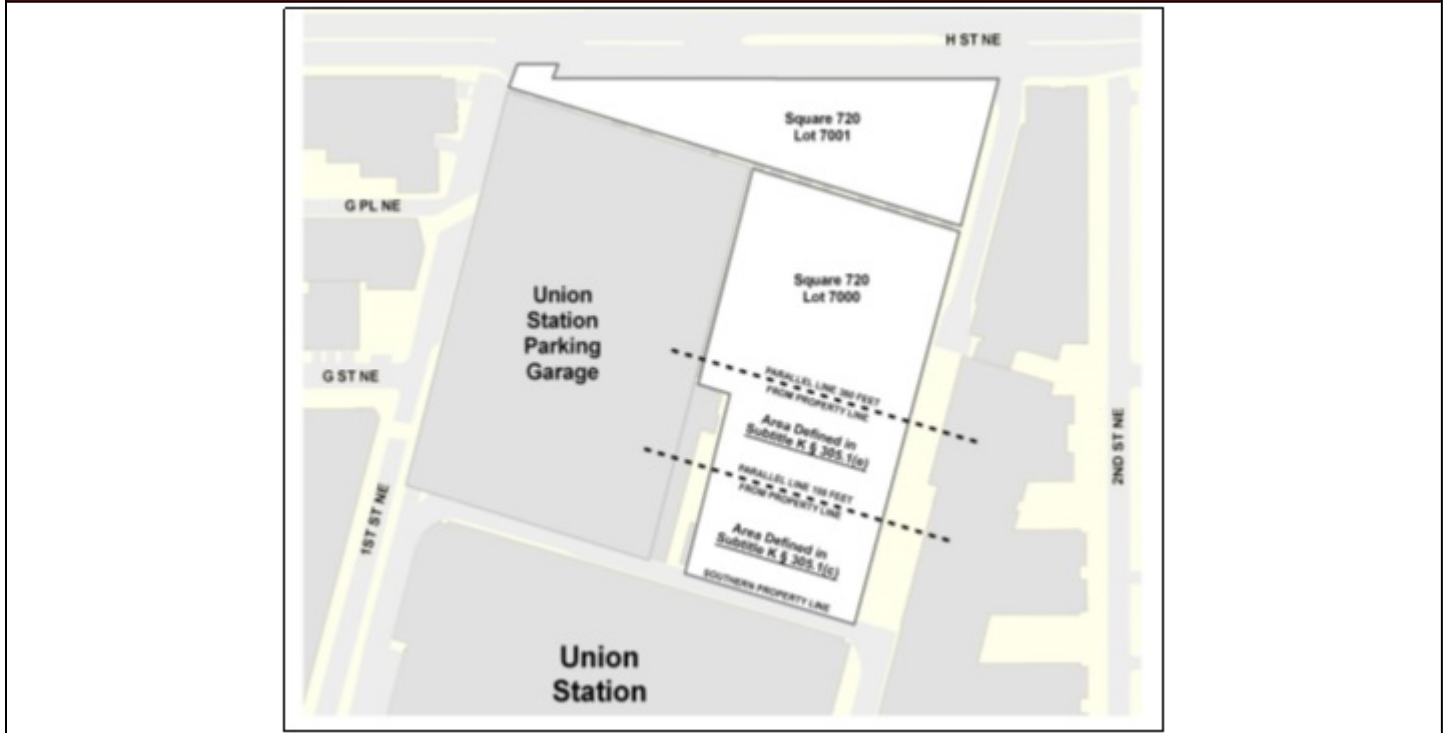 H ST NE
Square 720
Lot 7001
G PL NE
Square 720
Lot 7000
Union
Station
Parking
Garage
G ST NE
PARALLEL LINE FEET
FROM PROPERTY LINE
Area Defined in
Subtitle K § 305.1(e)
PARALLEL LINE FEET
FROM PROPERTY LINE
2ND ST NE
1ST ST NE
Area Defined in
Subtitle K § 305.1(c)
SOUTHERN PROPERTY LINE
Union
Station